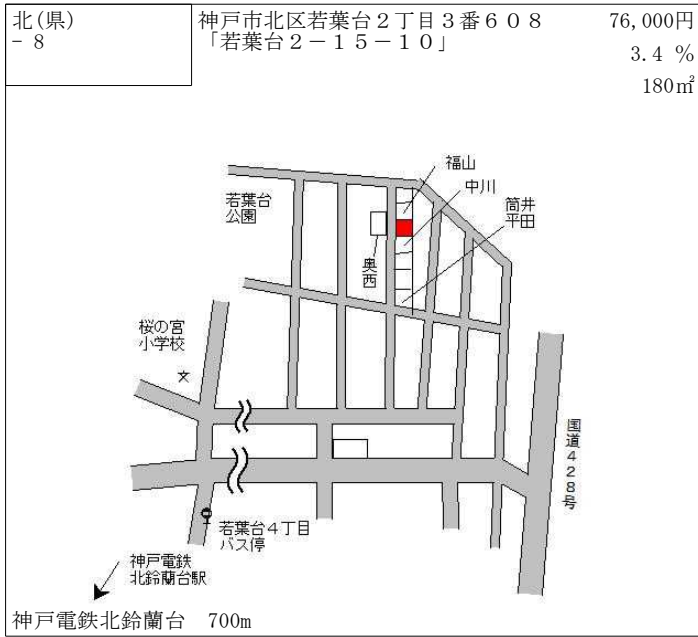 北(県)
- 8
神戸市北区若葉台２丁目３番６０８
「若葉台２－１５－１０」
76,000円
3.4 %
180㎡
福山
中川
筒井
平田
若葉台
公園
奥西
桜の宮
小学校
文
国道４２８号
若葉台４丁目
バス停
神戸電鉄
北鈴蘭台駅
神戸電鉄北鈴蘭台　700m